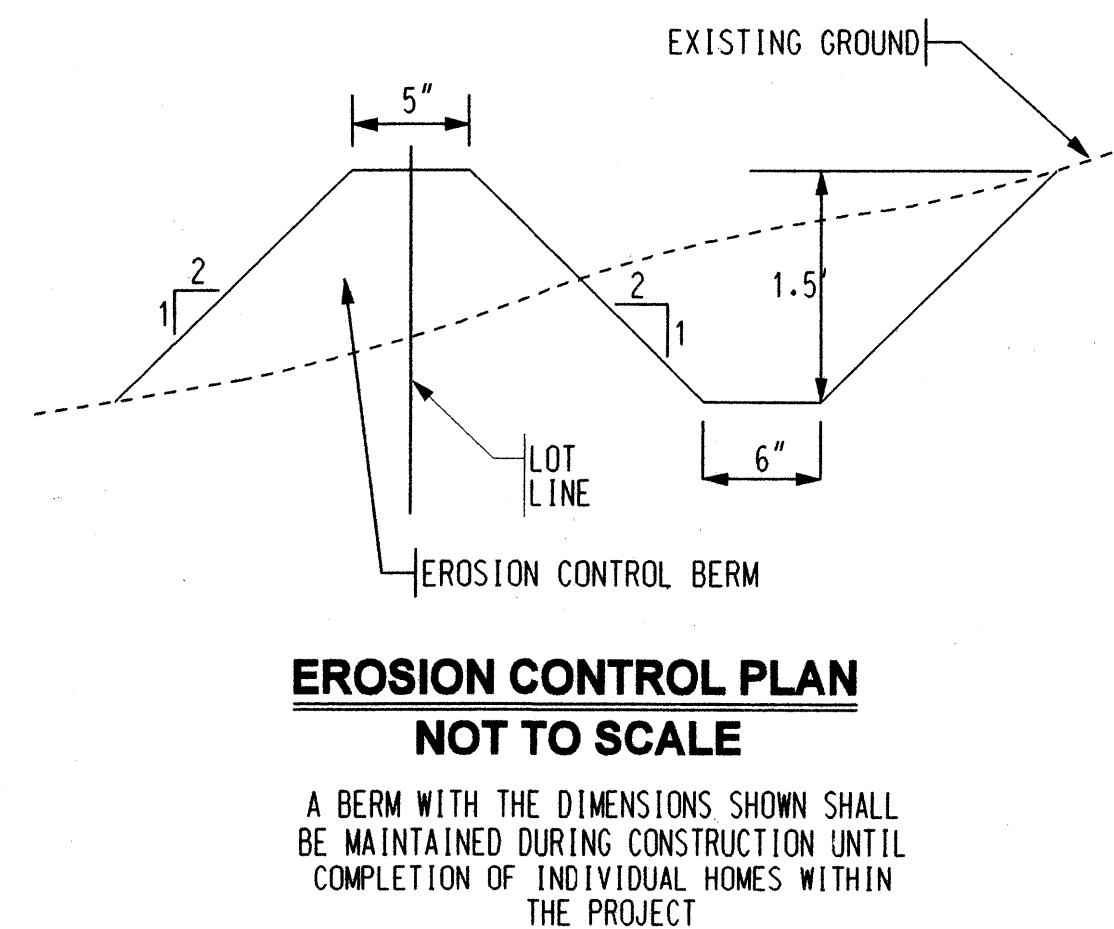 EXISTING GROUND
5"
2
1
2
1
1.5'
6"
LOT
LINE
EROSION CONTROL BERM
EROSION CONTROL PLAN
NOT TO SCALE
A BERM WITH THE DIMENSIONS SHOWN SHALL
BE MAINTAINED DURING CONSTRUCTION UNTIL
COMPLETION OF INDIVIDUAL HOMES WITHIN
THE PROJECT